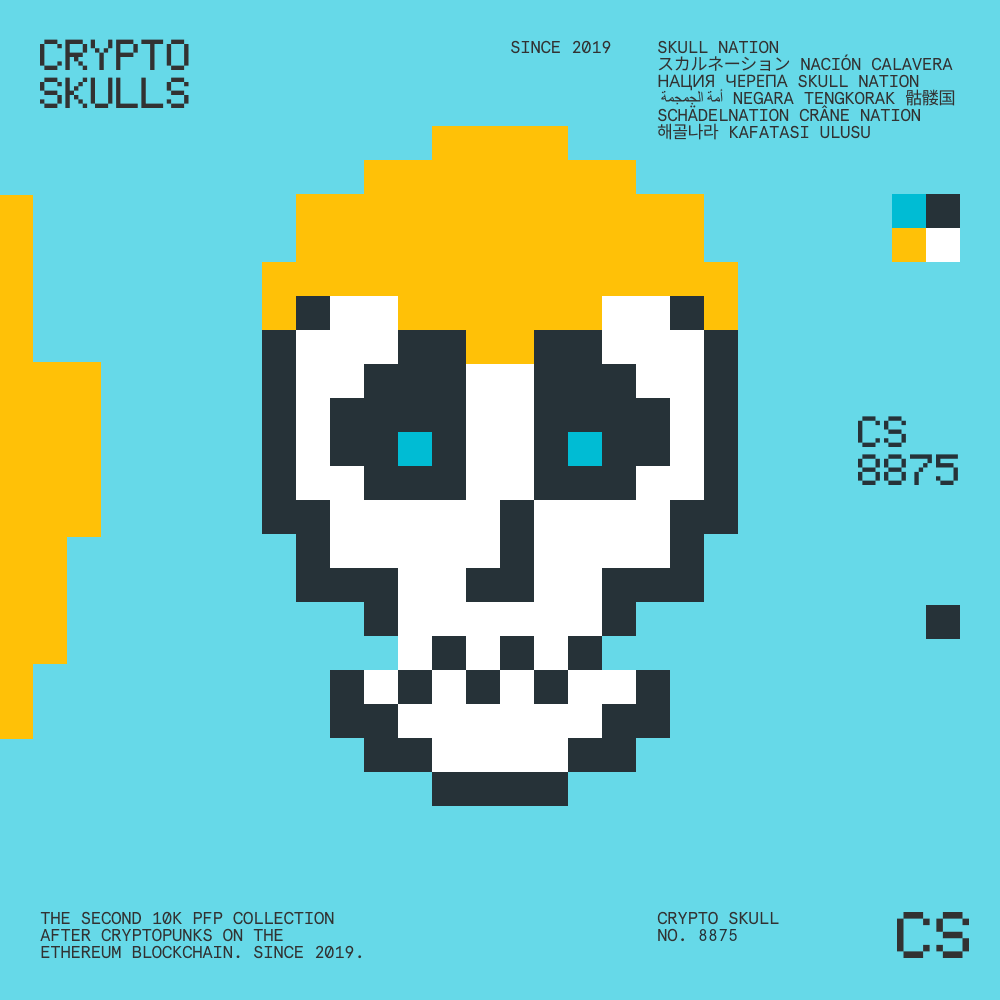 CRYPTO
SKULLS
SINCE 2019
SKULL NATION
スカルネーション NACIÓN CALAVERA
НАЦИЯ ЧЕРЕПА SKULL NATION
أمة الجمجمة NEGARA TENGKORAK 骷髅国
SCHÄDELNATION CRÂNE NATION
해골나라 KAFATASI ULUSU
CS
8875
THE SECOND 10K PFP COLLECTION
AFTER CRYPTOPUNKS ON THE
ETHEREUM BLOCKCHAIN. SINCE 2019.
CRYPTO SKULL
NO. 8875
CS